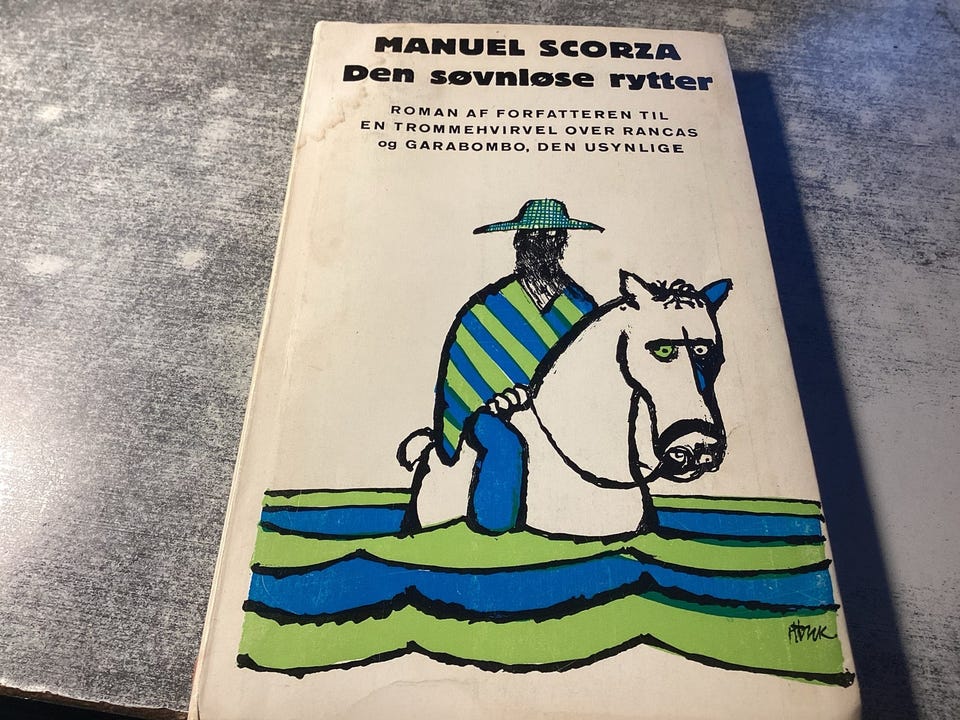 MANUEL SCORZA
Den søvnløse rytter
ROMAN AF FORFATTEREN TIL
EN TROMMEHVIRVEL OVER RANCAS
og GARABOMBO, DEN USYNLIGE